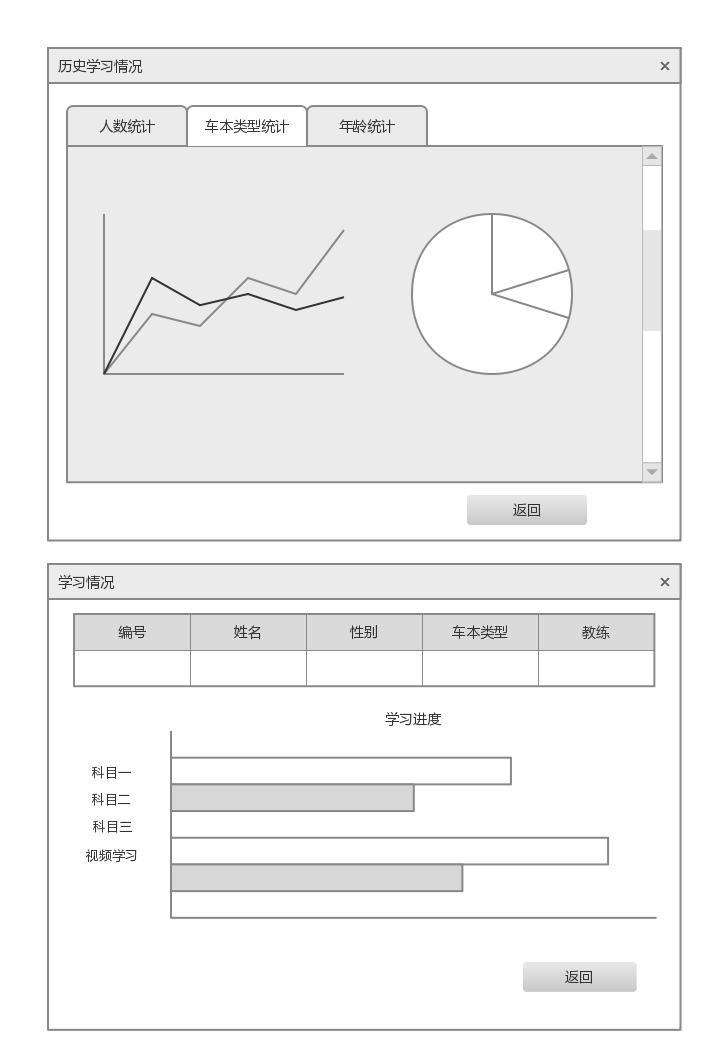 历史学习情况
人数统计 车本类型统计 年龄统计
返回
学习情况
编号 姓名 性别 车本类型 教练
学习进度
科目一
科目二
科目三
视频学习
返回